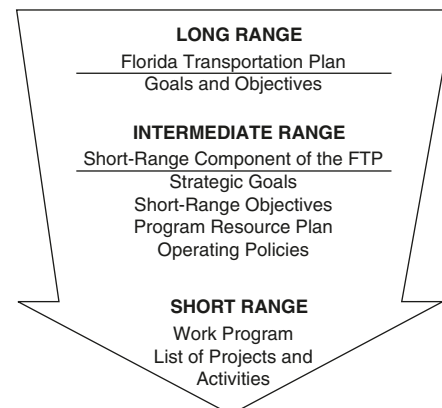 LONG RANGE
Florida Transportation Plan
Goals and Objectives
INTERMEDIATE RANGE
Short-Range Component of the FTP
Strategic Goals
Short-Range Objectives
Program Resource Plan
Operating Policies
SHORT RANGE
Work Program
List of Projects and
Activities